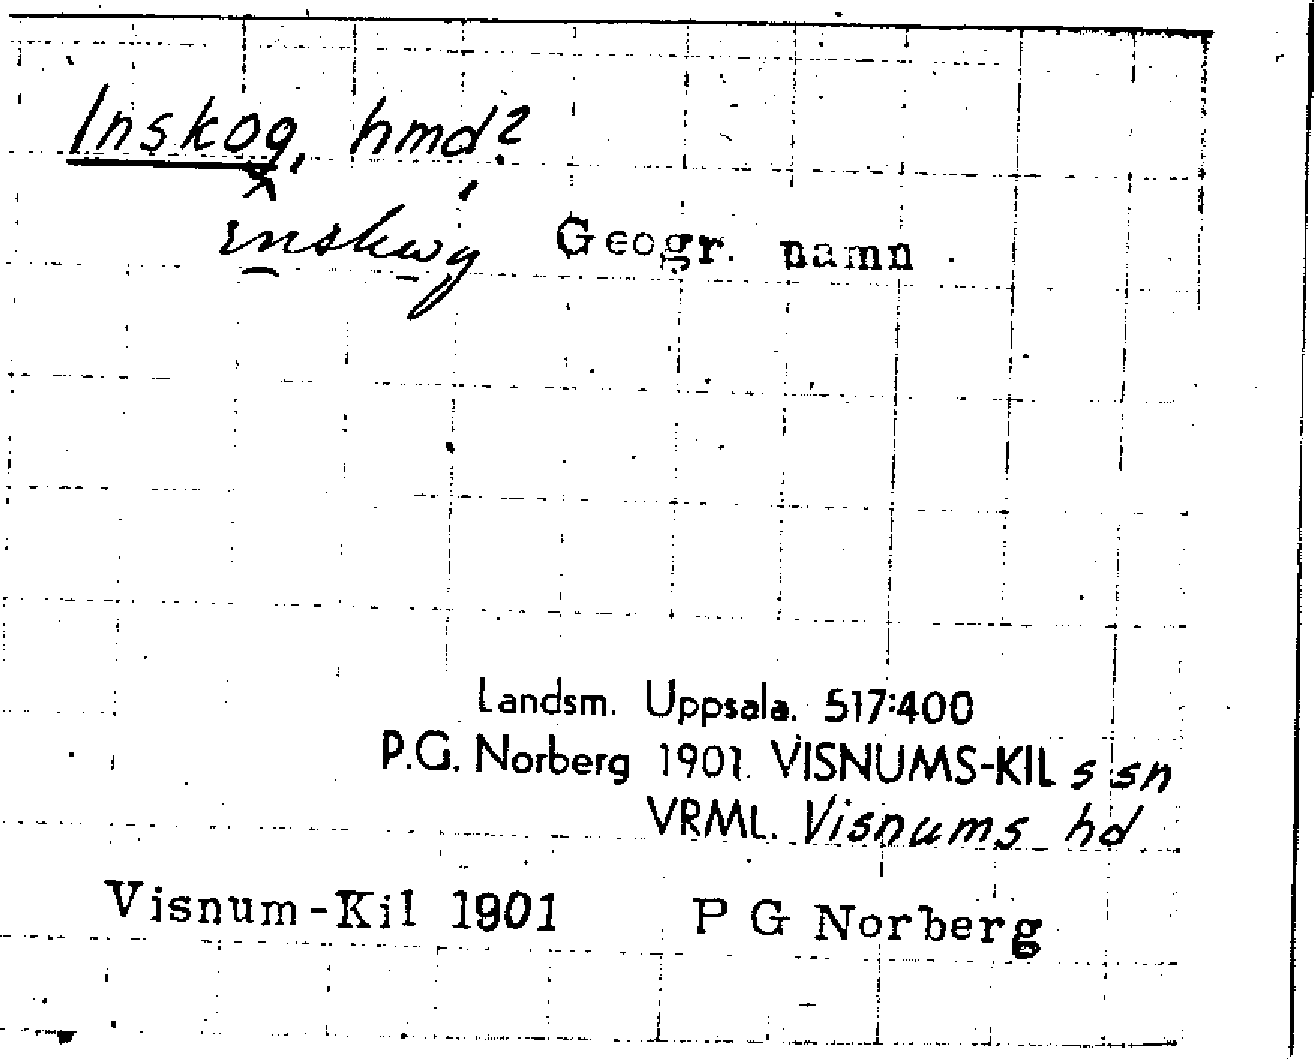 Inskog, hmd?
inskwg Geogr. namn
Landsm. Uppsala. 517:400
P.G. Norberg 1901. VISNUMS-KIL s sn
VRML. Visnums hd
Visnum-Kil 1901 P G Norberg